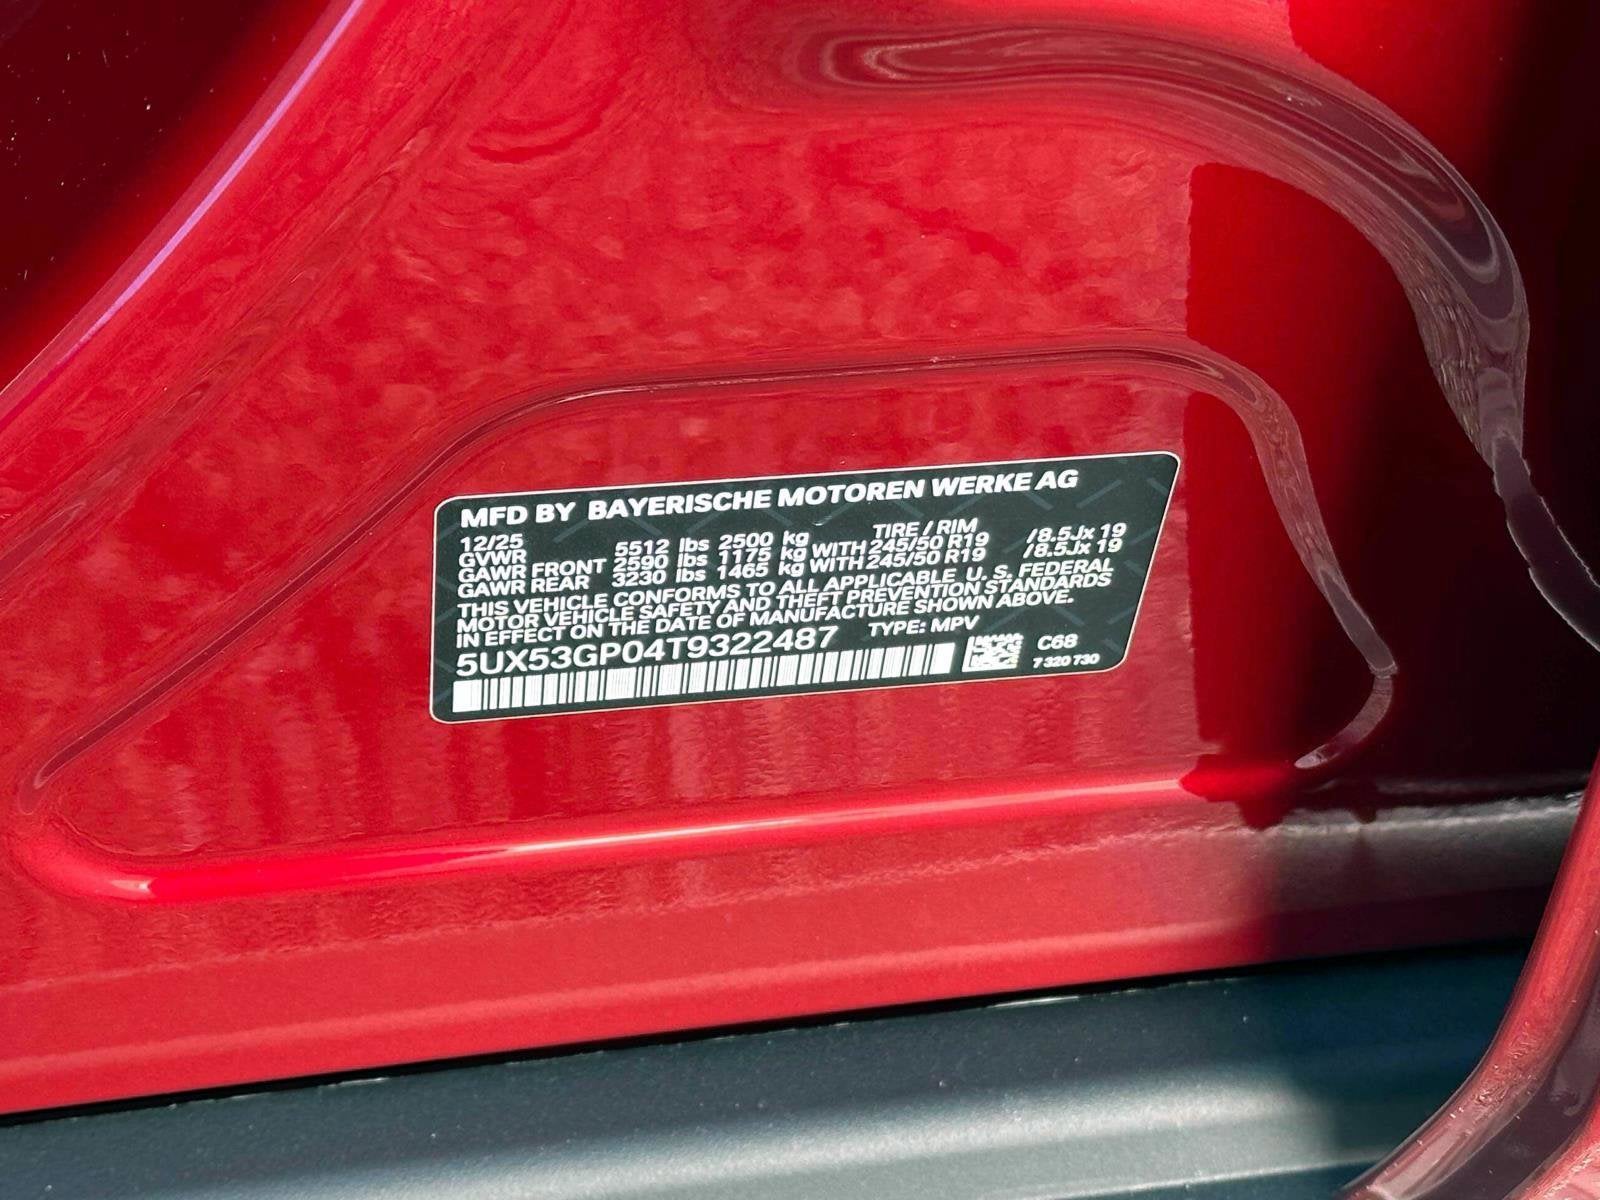 MFD BY BAYERISCHE MOTOREN WERKE AG
12/25 TIRE / RIM
GVWR 5512 lbs 2500 kg
GAWR FRONT 2590 lbs 1175 kg WITH 245/50 R19 /8.5Jx 19
GAWR REAR 3230 lbs 1465 kg WITH 245/50 R19 /8.5Jx 19
THIS VEHICLE CONFORMS TO ALL APPLICABLE U. S. FEDERAL
MOTOR VEHICLE SAFETY AND THEFT PREVENTION STANDARDS
IN EFFECT ON THE DATE OF MANUFACTURE SHOWN ABOVE.
5UX53GP04T9322487 TYPE: MPV
C68
7 320 730